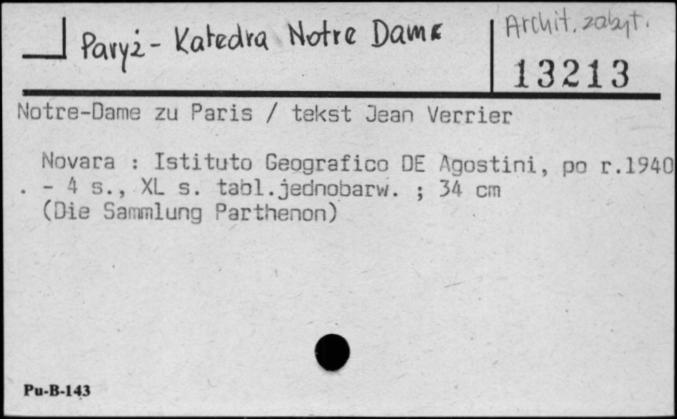 Paryż - Katedra Notre Dame
Archit. zabyt.
13213
Notre-Dame zu Paris / tekst Jean Verrier
Novara : Istituto Geografico DE Agostini, po r.1940
. - 4 s., XL s. tabl.jednobarw. ; 34 cm
(Die Sammlung Parthenon)
Pu-B-143